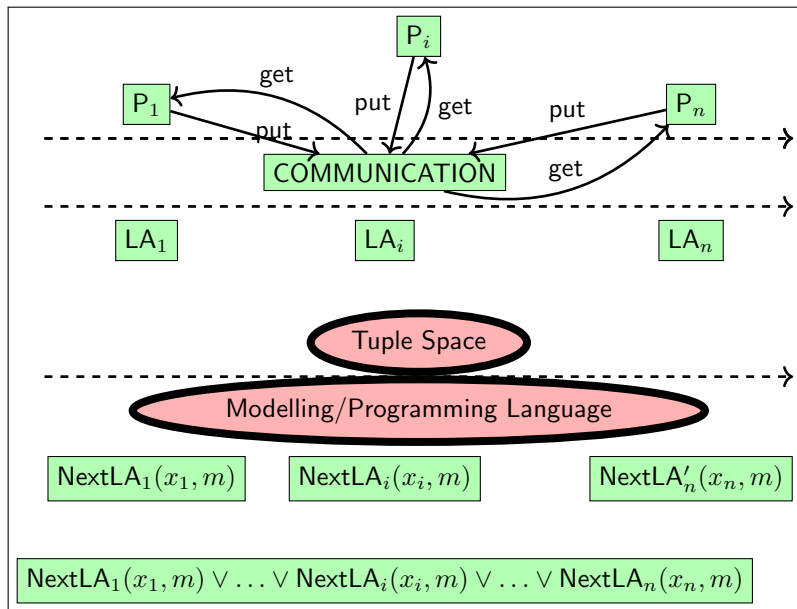 P_i
get
put
get
put
P_1
P_n
put
COMMUNICATION
get
LA_1 LA_i LA_n
Tuple Space
Modelling/Programming Language
NextLA_1(x_1, m) NextLA_i(x_i, m) NextLA′_n(x_n, m)
NextLA_1(x_1, m) ∨ … ∨ NextLA_i(x_i, m) ∨ … ∨ NextLA_n(x_n, m)